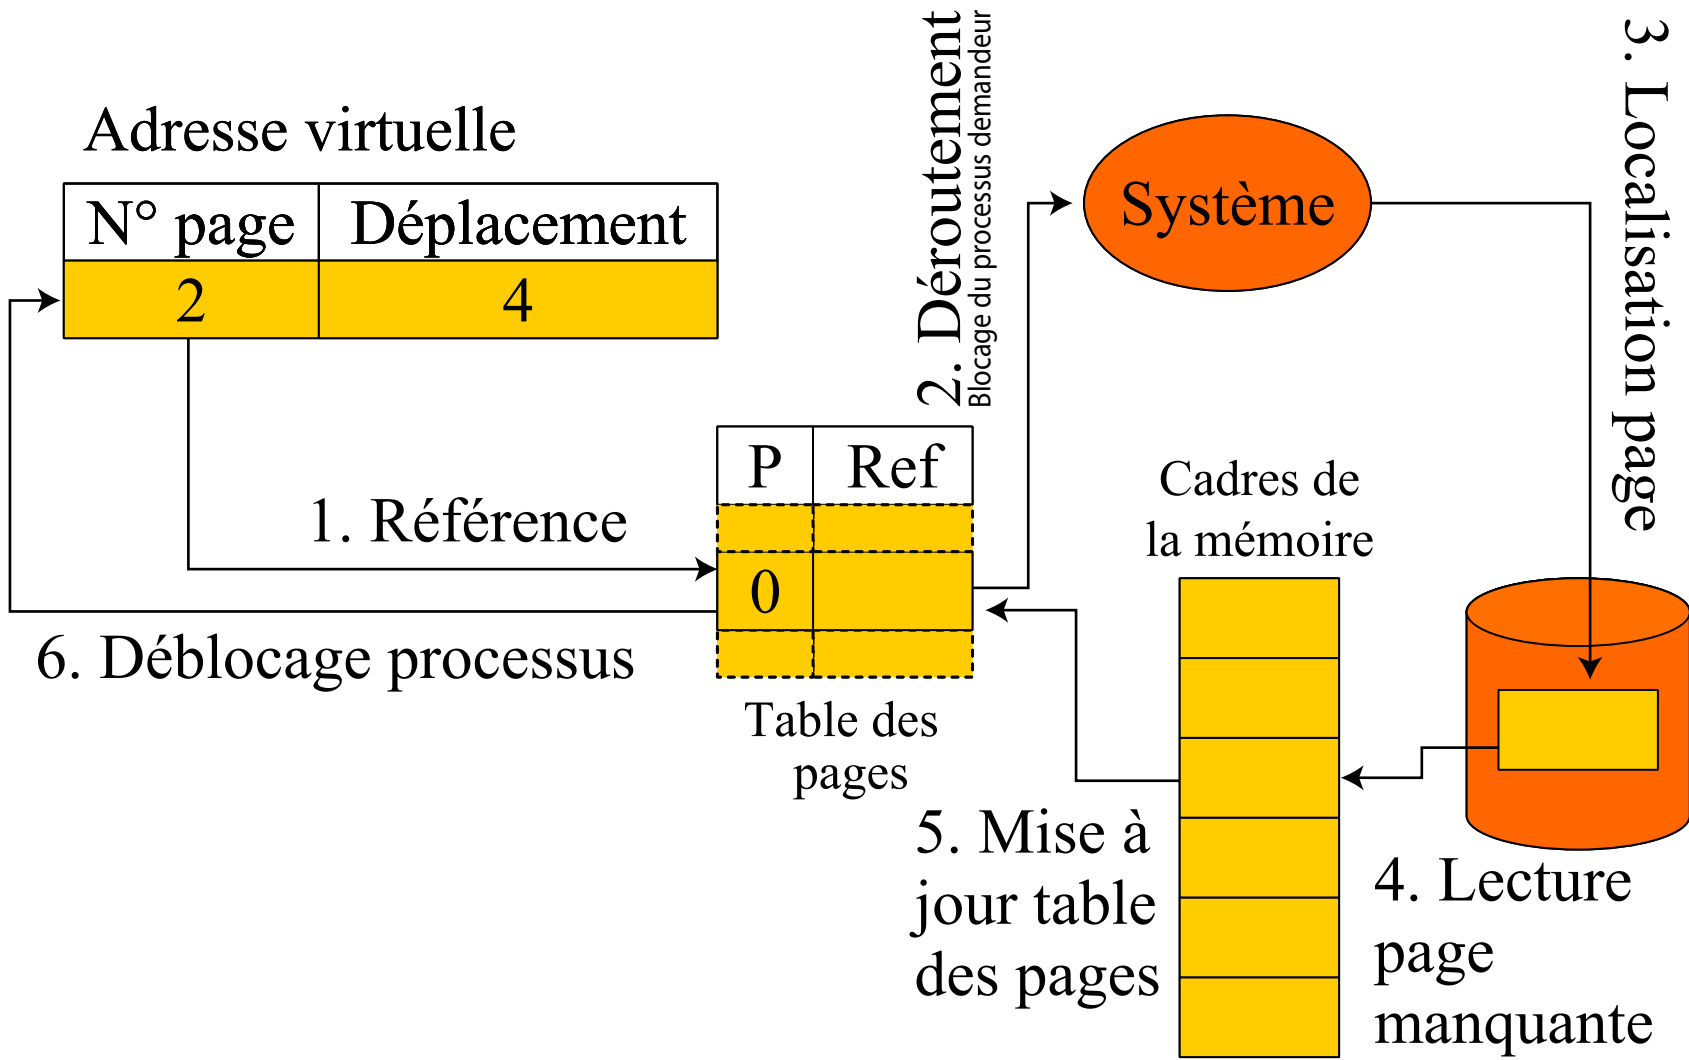 Adresse virtuelle
N° page Déplacement
2 4
1. Référence
6. Déblocage processus
P Ref
0
Table des
pages
2. Déroutement
Blocage du processus demandeur
Système
3. Localisation page
Cadres de
la mémoire
5. Mise à
jour table
des pages
4. Lecture
page
manquante